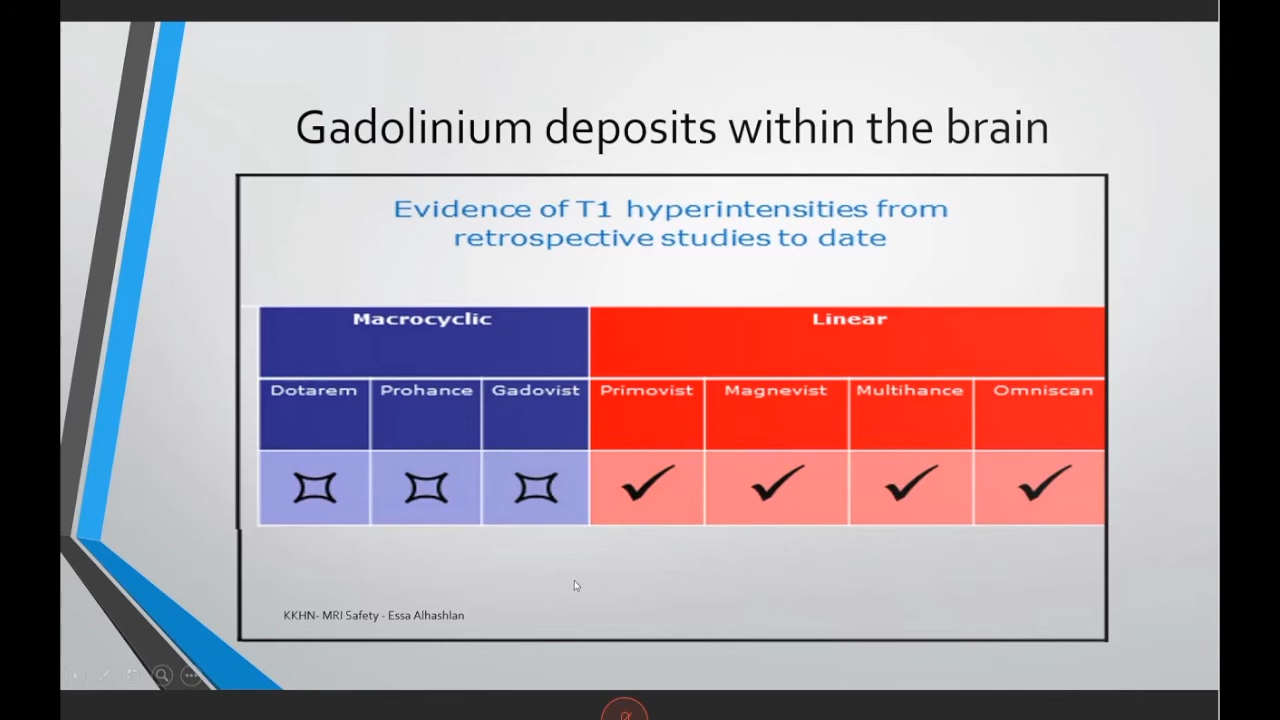 Gadolinium deposits within the brain
Evidence of T1 hyperintensities from
retrospective studies to date
Macrocyclic Linear
Dotarem Prohance Gadovist Primovist Magnevist Multihance Omniscan
KKHN- MRI Safety - Essa Alhashlan